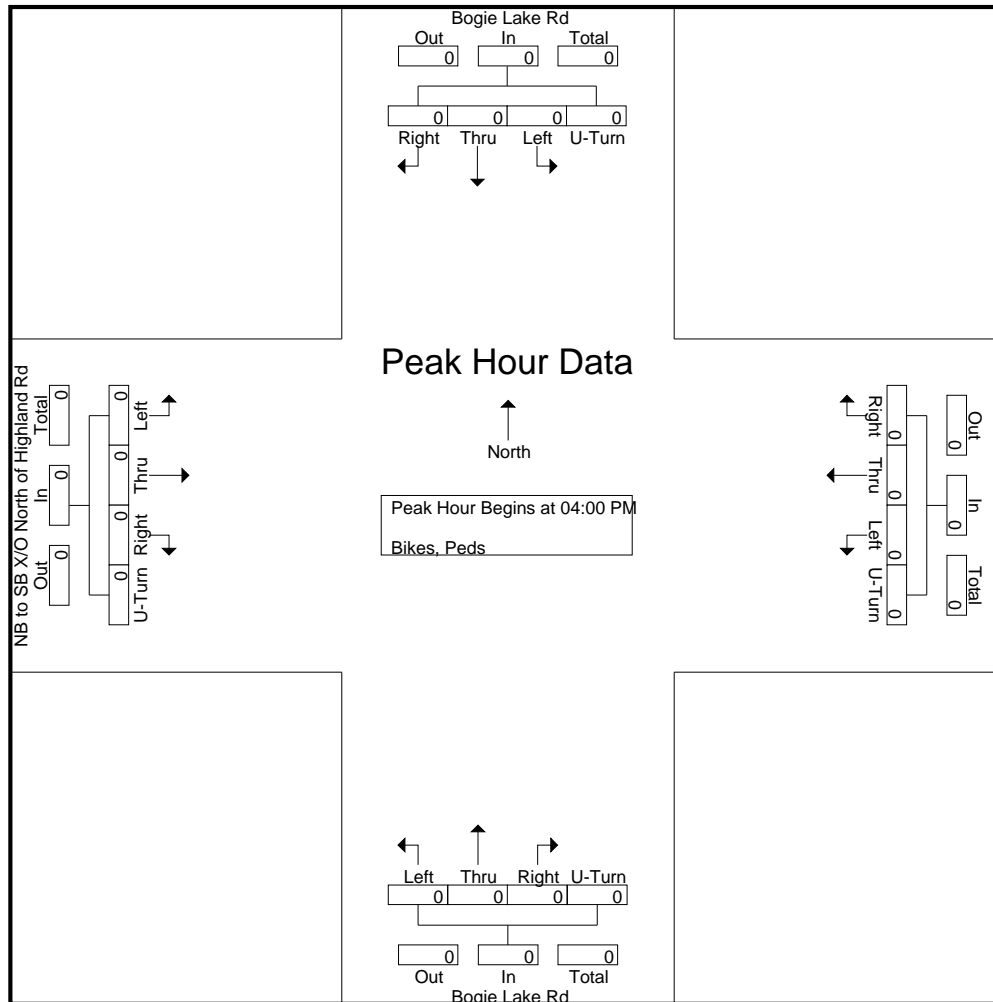 Bogie Lake Rd
Out In Total
0 0 0
0 0 0 0
Right Thru Left U-Turn
Peak Hour Data
North
Peak Hour Begins at 04:00 PM
Bikes, Peds
NB to SB X/O North of Highland Rd
Out In Total
0 0 0
0 0 0 0
U-Turn Right Thru Left
Out In Total
0 0 0
0 0 0 0
Right Thru Left U-Turn
Left Thru Right U-Turn
0 0 0 0
0 0 0
Out In Total
Bogie Lake Rd